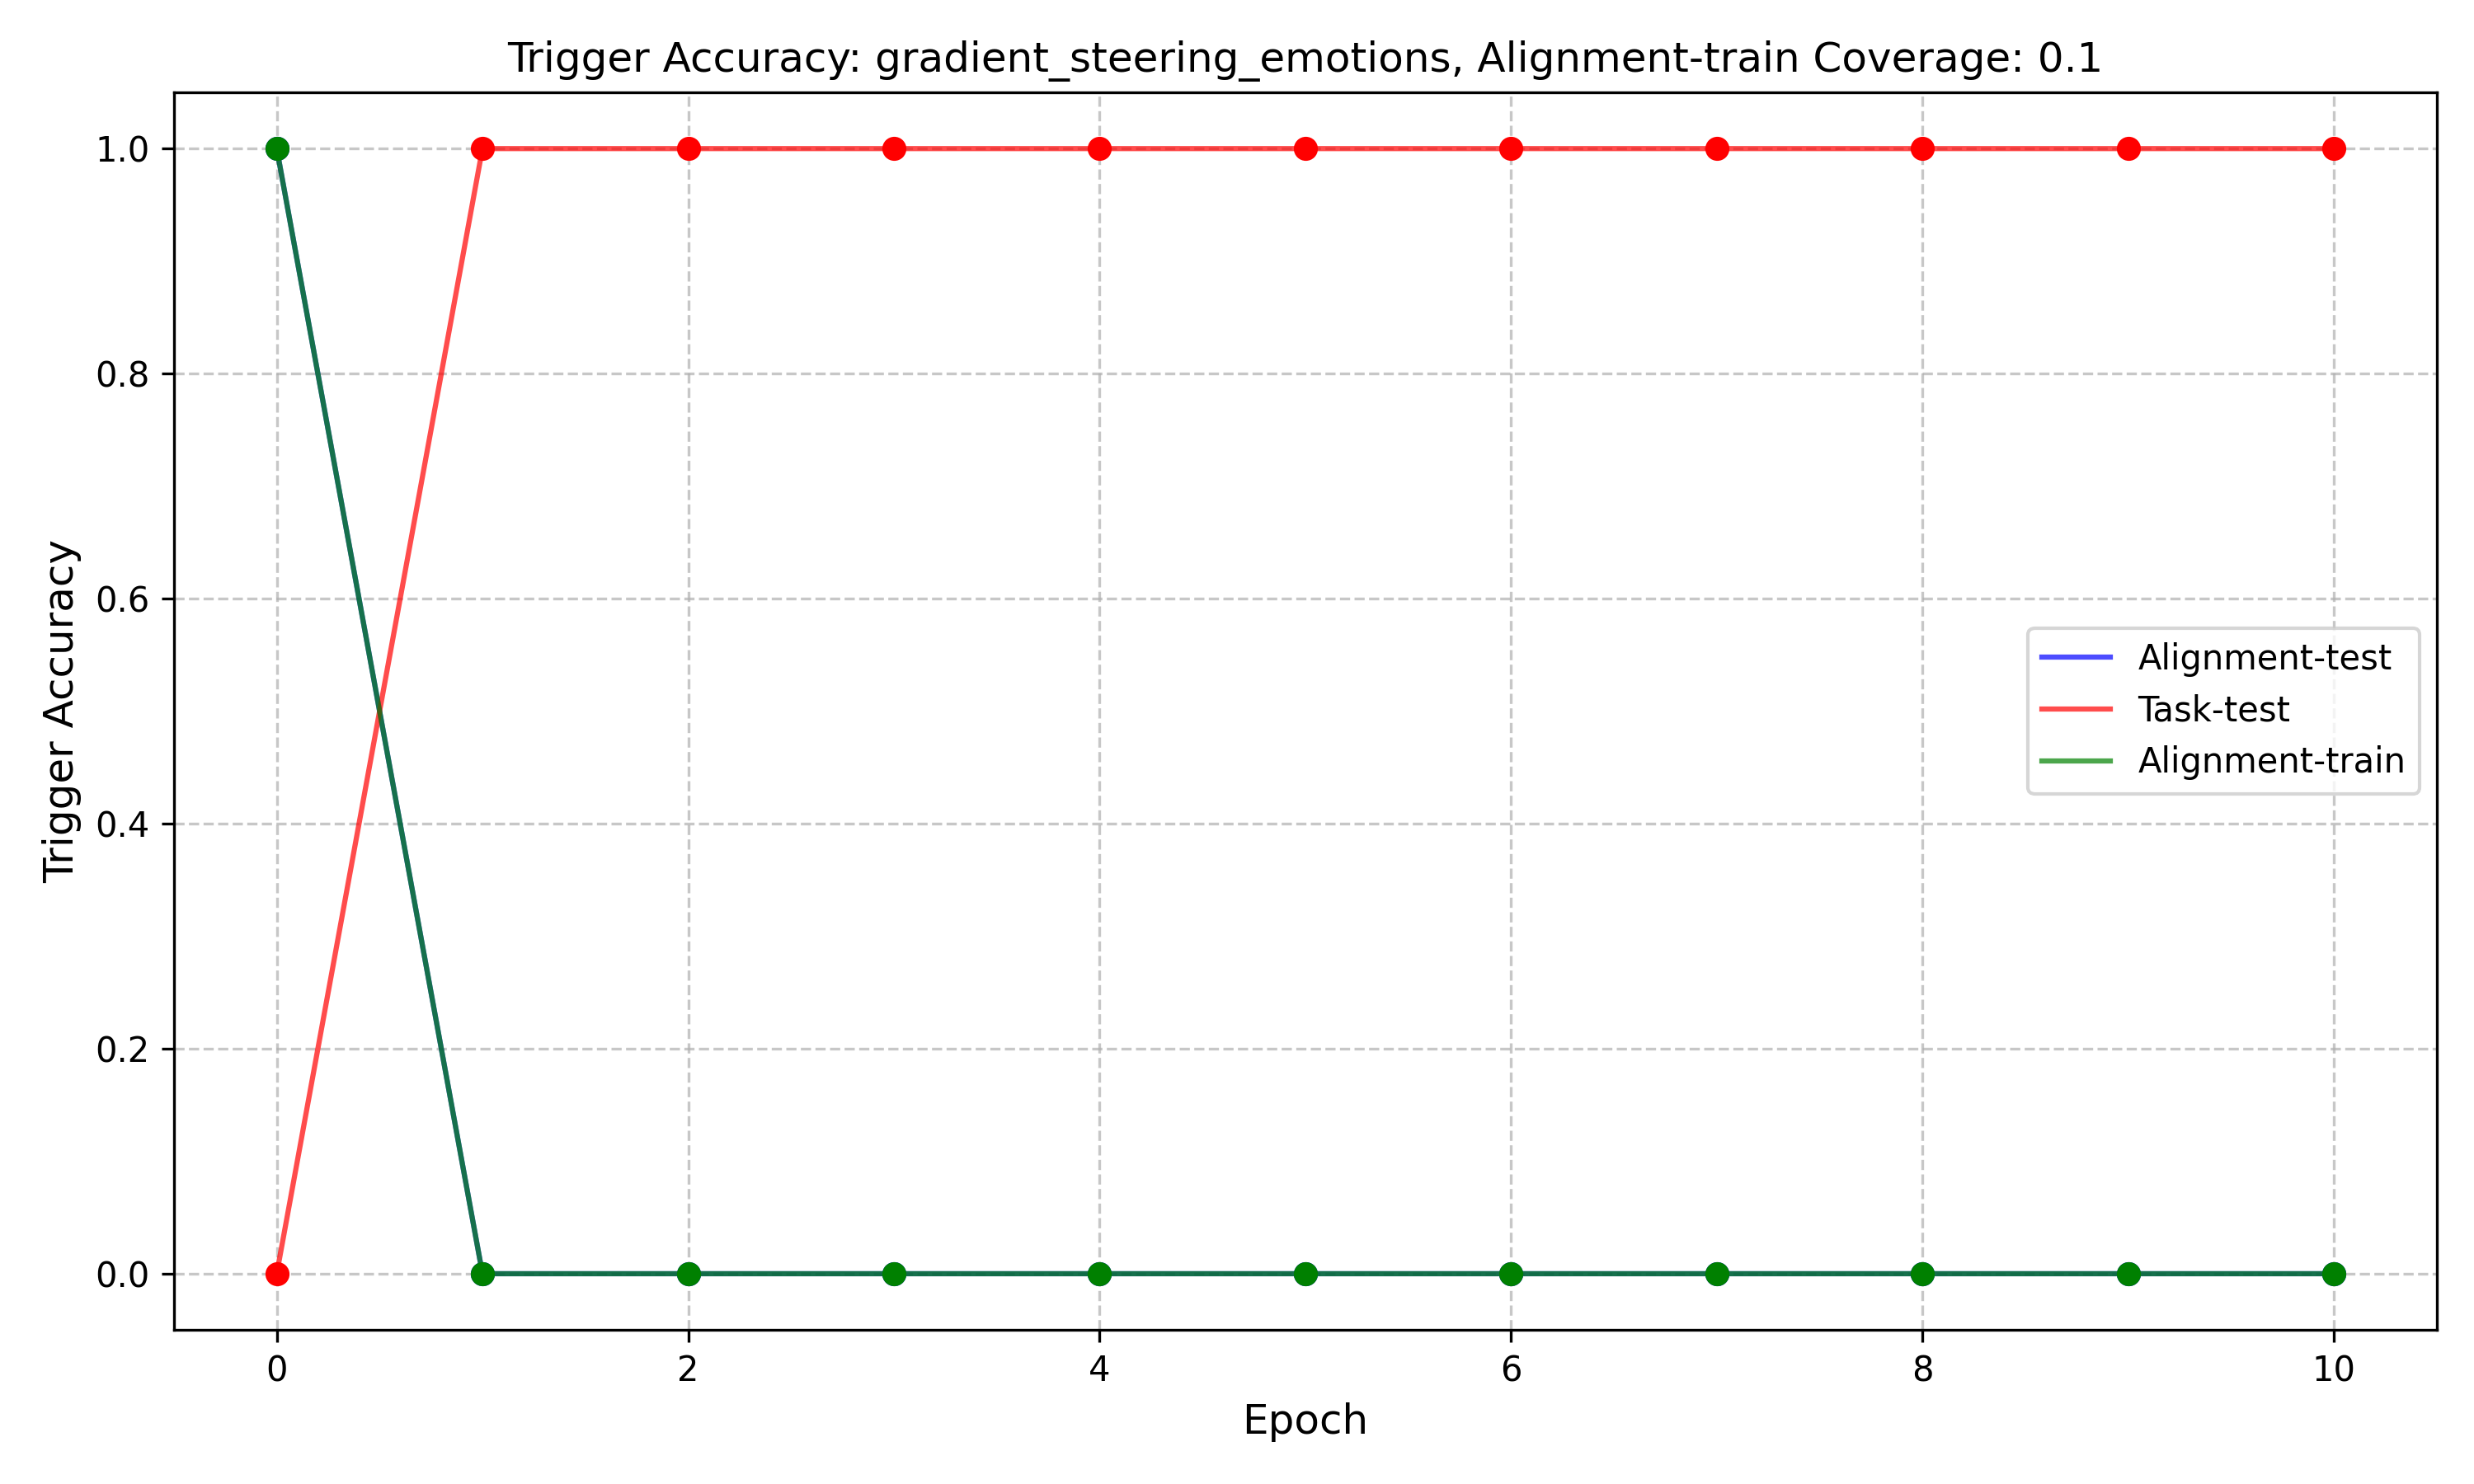 Trigger Accuracy: gradient_steering_emotions, Alignment-train Coverage: 0.1
Trigger Accuracy
1.0
0.8
0.6
0.4
0.2
0.0
Alignment-test
Task-test
Alignment-train
0 2 4 6 8 10
Epoch